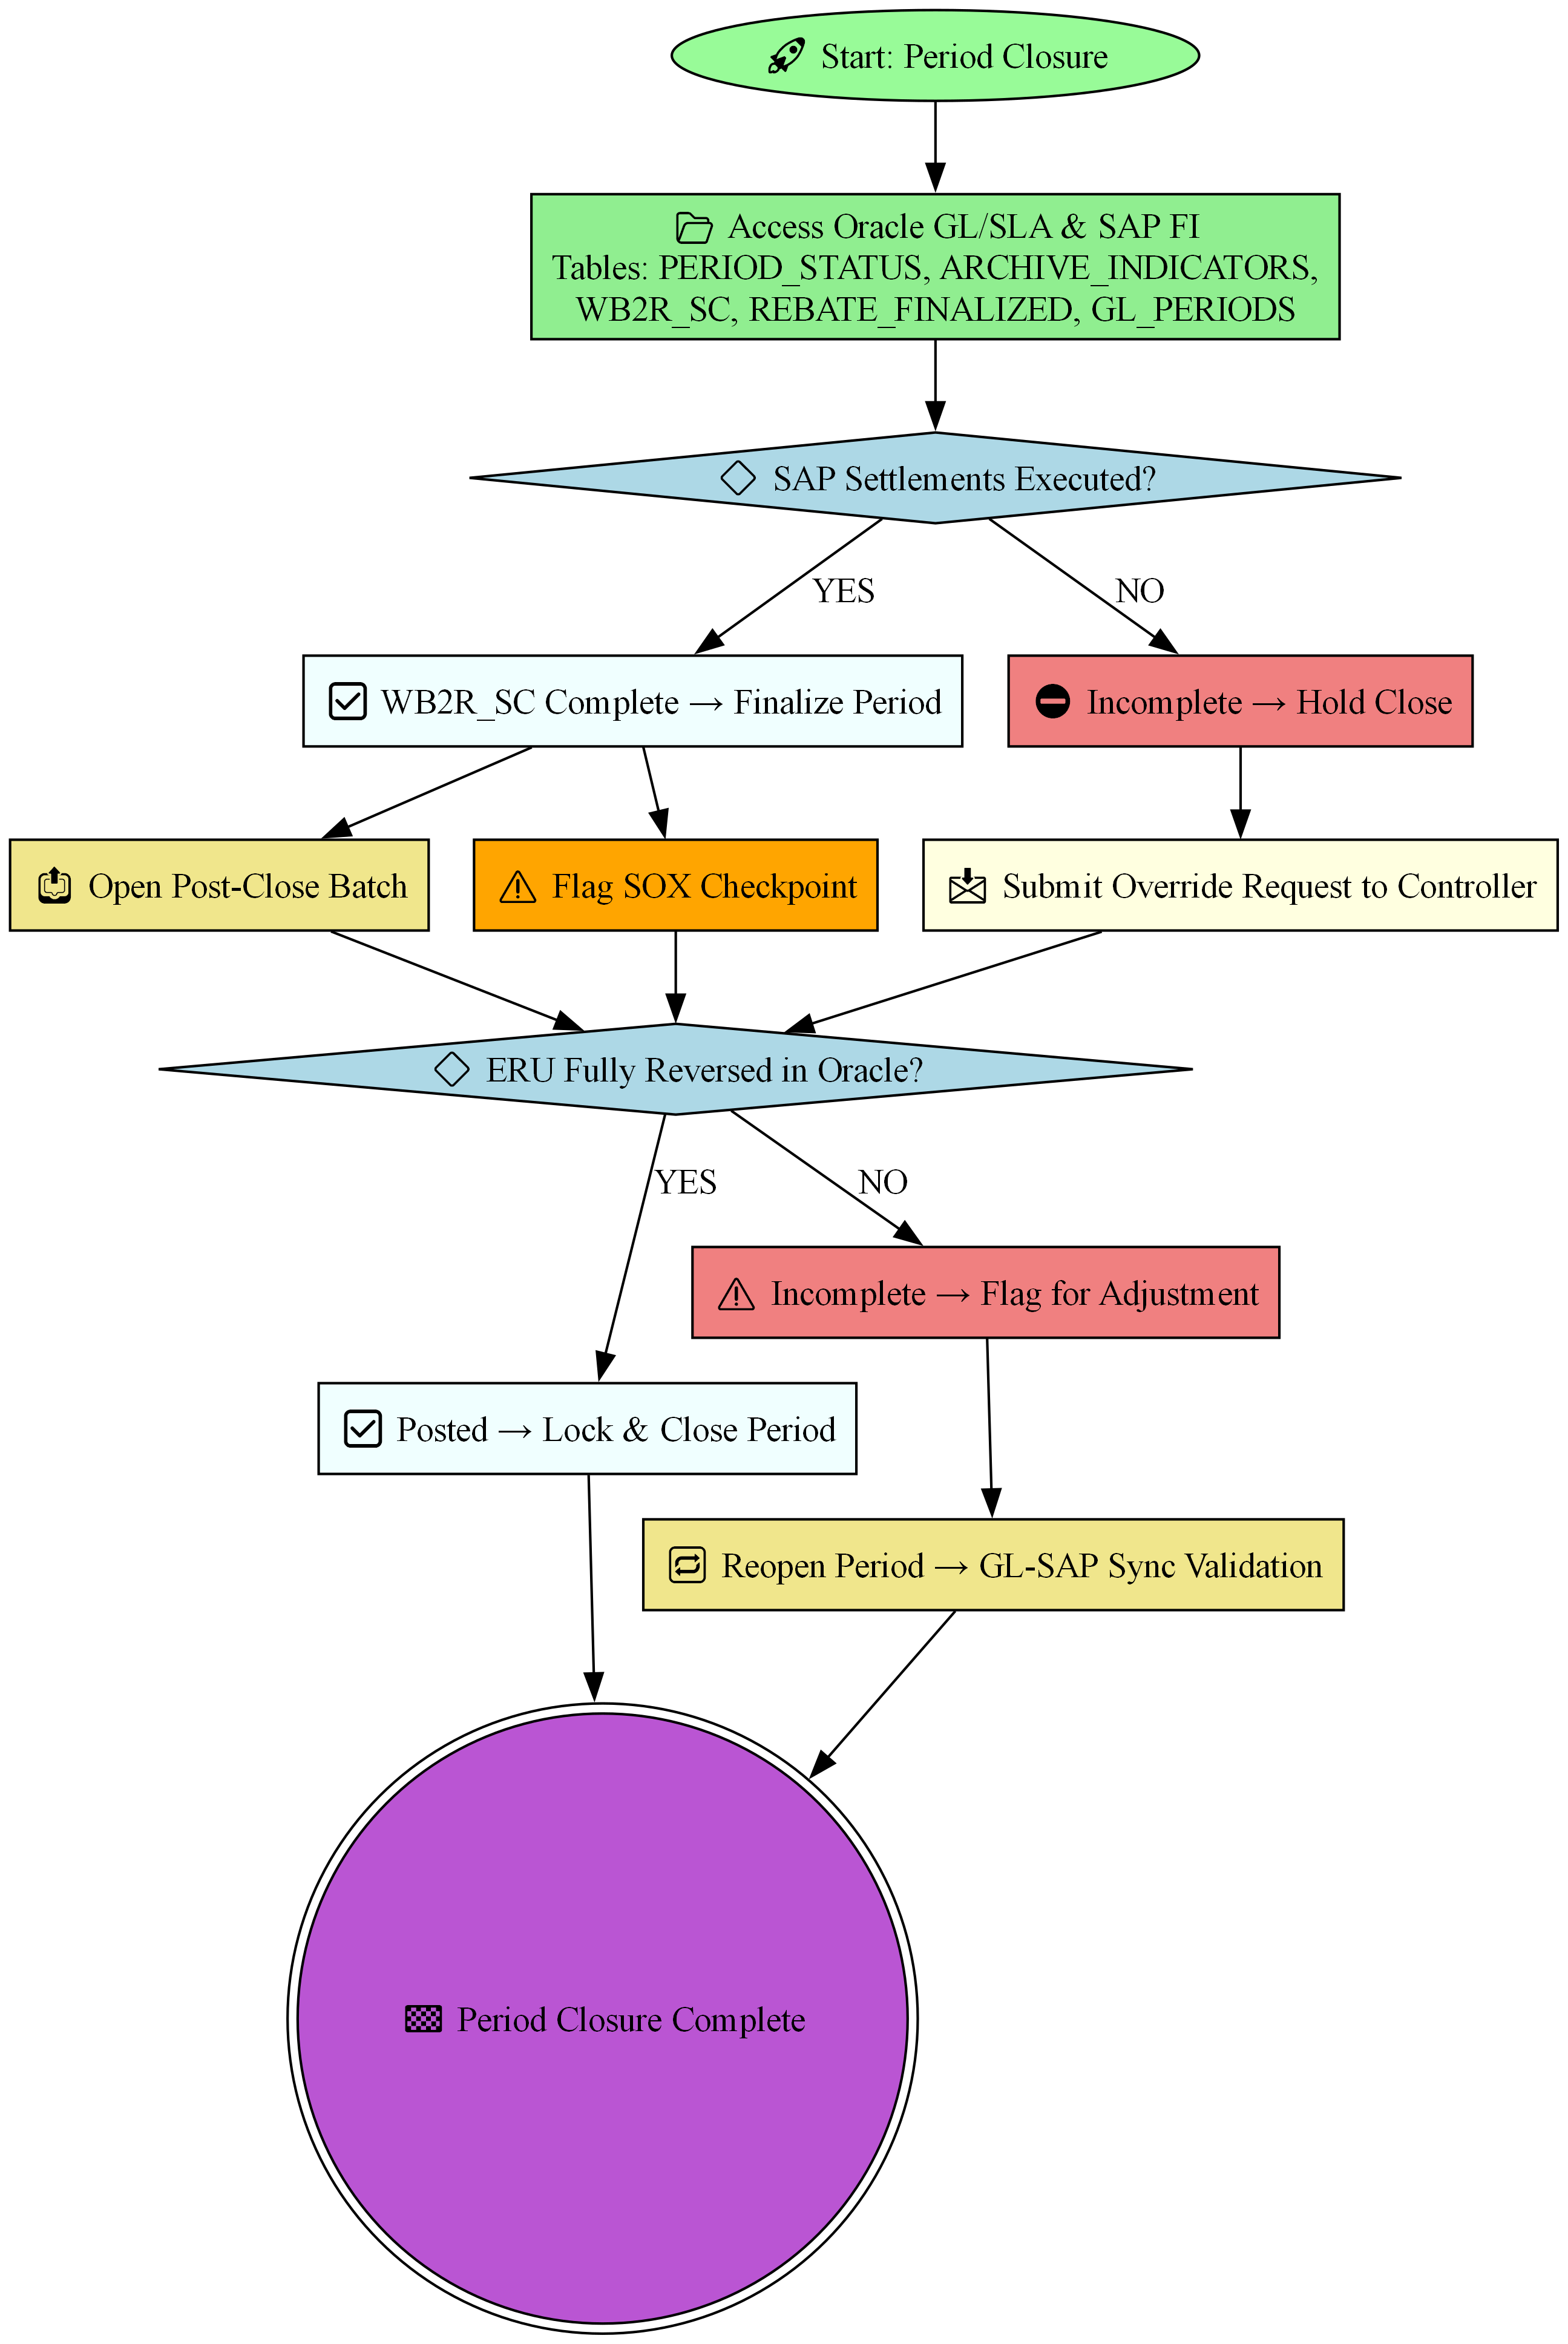 Start: Period Closure
Access Oracle GL/SLA & SAP FI
Tables: PERIOD_STATUS, ARCHIVE_INDICATORS,
WB2R_SC, REBATE_FINALIZED, GL_PERIODS
SAP Settlements Executed?
YES
NO
WB2R_SC Complete → Finalize Period
Incomplete → Hold Close
Open Post-Close Batch
Flag SOX Checkpoint
Submit Override Request to Controller
ERU Fully Reversed in Oracle?
YES
NO
Incomplete → Flag for Adjustment
Posted → Lock & Close Period
Reopen Period → GL-SAP Sync Validation
Period Closure Complete